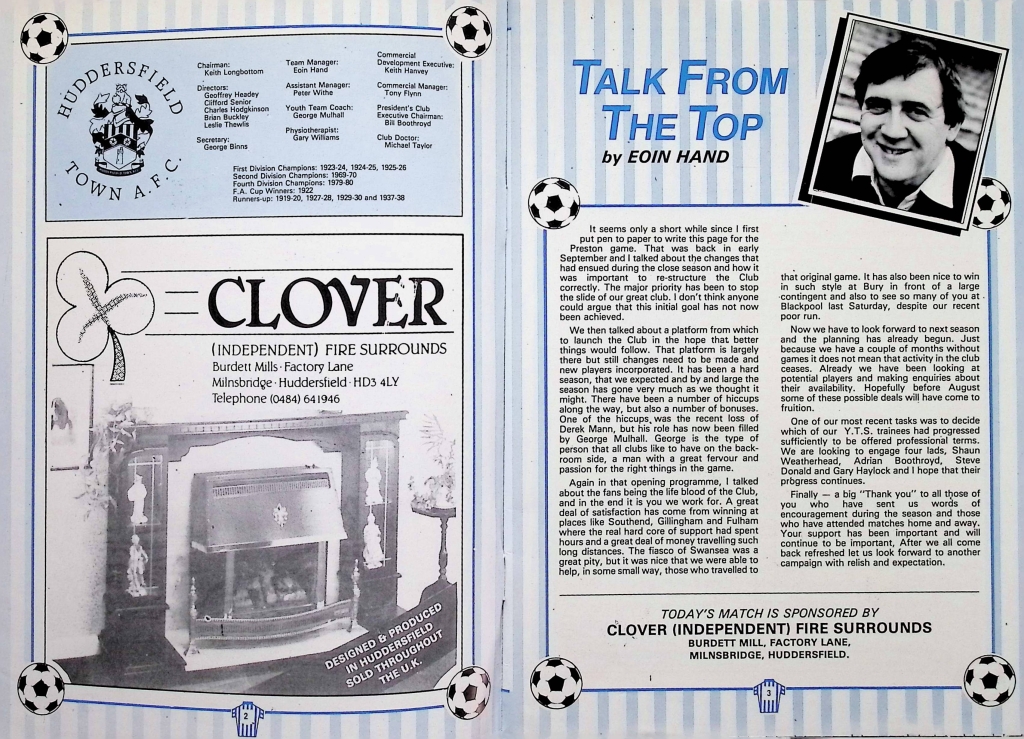 HUDDERSFIELD
TOWN A.F.C.
Chairman:
Keith Longbottom
Directors:
Geoffrey Headey
Clifford Senior
Charles Hodgkinson
Brian Buckley
Leslie Thewlis
Secretary:
George Binns
Team Manager:
Eoin Hand
Assistant Manager:
Peter Withe
Youth Team Coach:
George Mulhall
Physiotherapist:
Gary Williams
Commercial
Development Executive:
Keith Hanvey
Commercial Manager:
Tony Flynn
President's Club
Executive Chairman:
Bill Boothroyd
Club Doctor:
Michael Taylor
First Division Champions: 1923-24, 1924-25, 1925-26
Second Division Champions: 1969-70
Fourth Division Champions: 1979-80
F.A. Cup Winners: 1922
Runners-up: 1919-20, 1927-28, 1929-30 and 1937-38
CLOVER
(INDEPENDENT) FIRE SURROUNDS
Burdett Mills · Factory Lane
Milnsbridge · Huddersfield · HD3 4LY
Telephone (0484) 641946
DESIGNED & PRODUCED
IN HUDDERSFIELD
SOLD THROUGHOUT
THE U.K.
2
TALK FROM
THE TOP
by EOIN HAND
It seems only a short while since I first
put pen to paper to write this page for the
Preston game. That was back in early
September and I talked about the changes that
had ensued during the close season and how it
was important to re-structure the Club
correctly. The major priority has been to stop
the slide of our great club. I don't think anyone
could argue that this initial goal has not now
been achieved.
We then talked about a platform from which
to launch the Club in the hope that better
things would follow. That platform is largely
there but still changes need to be made and
new players incorporated. It has been a hard
season, that we expected and by and large the
season has gone very much as we thought it
might. There have been a number of hiccups
along the way, but also a number of bonuses.
One of the hiccups was the recent loss of
Derek Mann, but his role has now been filled
by George Mulhall. George is the type of
person that all clubs like to have on the back-
room side, a man with a great fervour and
passion for the right things in the game.
Again in that opening programme, I talked
about the fans being the life blood of the Club,
and in the end it is you we work for. A great
deal of satisfaction has come from winning at
places like Southend, Gillingham and Fulham
where the real hard core of support had spent
hours and a great deal of money travelling such
long distances. The fiasco of Swansea was a
great pity, but it was nice that we were able to
help, in some small way, those who travelled to
that original game. It has also been nice to win
in such style at Bury in front of a large
contingent and also to see so many of you at
Blackpool last Saturday, despite our recent
poor run.
Now we have to look forward to next season
and the planning has already begun. Just
because we have a couple of months without
games it does not mean that activity in the club
ceases. Already we have been looking at
potential players and making enquiries about
their availability. Hopefully before August
some of these possible deals will have come to
fruition.
One of our most recent tasks was to decide
which of our Y.T.S. trainees had progressed
sufficiently to be offered professional terms.
We are looking to engage four lads, Shaun
Weatherhead, Adrian Boothroyd, Steve
Donald and Gary Haylock and I hope that their
progress continues.
Finally — a big "Thank you" to all those of
you who have sent us words of
encouragement during the season and those
who have attended matches home and away.
Your support has been important and will
continue to be important, After we all come
back refreshed let us look forward to another
campaign with relish and expectation.
TODAY'S MATCH IS SPONSORED BY
CLOVER (INDEPENDENT) FIRE SURROUNDS
BURDETT MILL, FACTORY LANE,
MILNSBRIDGE, HUDDERSFIELD.
3